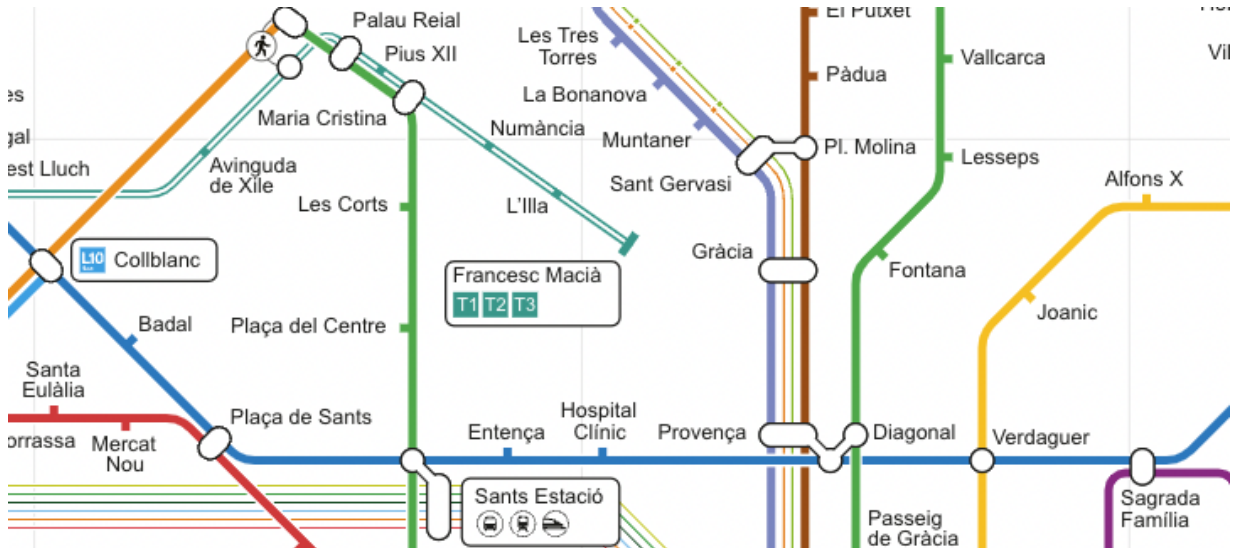 Palau Reial
Pius XII
Les Tres
Torres
El Putxet
Vallcarca
Pàdua
La Bonanova
Maria Cristina
Numància
Muntaner
Pl. Molina
Lesseps
est Lluch
Avinguda
de Xile
Sant Gervasi
Alfons X
Les Corts
L'Illa
Gràcia
L10
Collblanc
Francesc Macià
T1 T2 T3
Fontana
Joanic
Badal
Plaça del Centre
Santa
Eulàlia
Plaça de Sants
orrassa
Mercat
Nou
Entença
Hospital
Clínic
Provença
Diagonal
Verdaguer
Sants Estació
Sagrada
Família
Passeig
de Gràcia